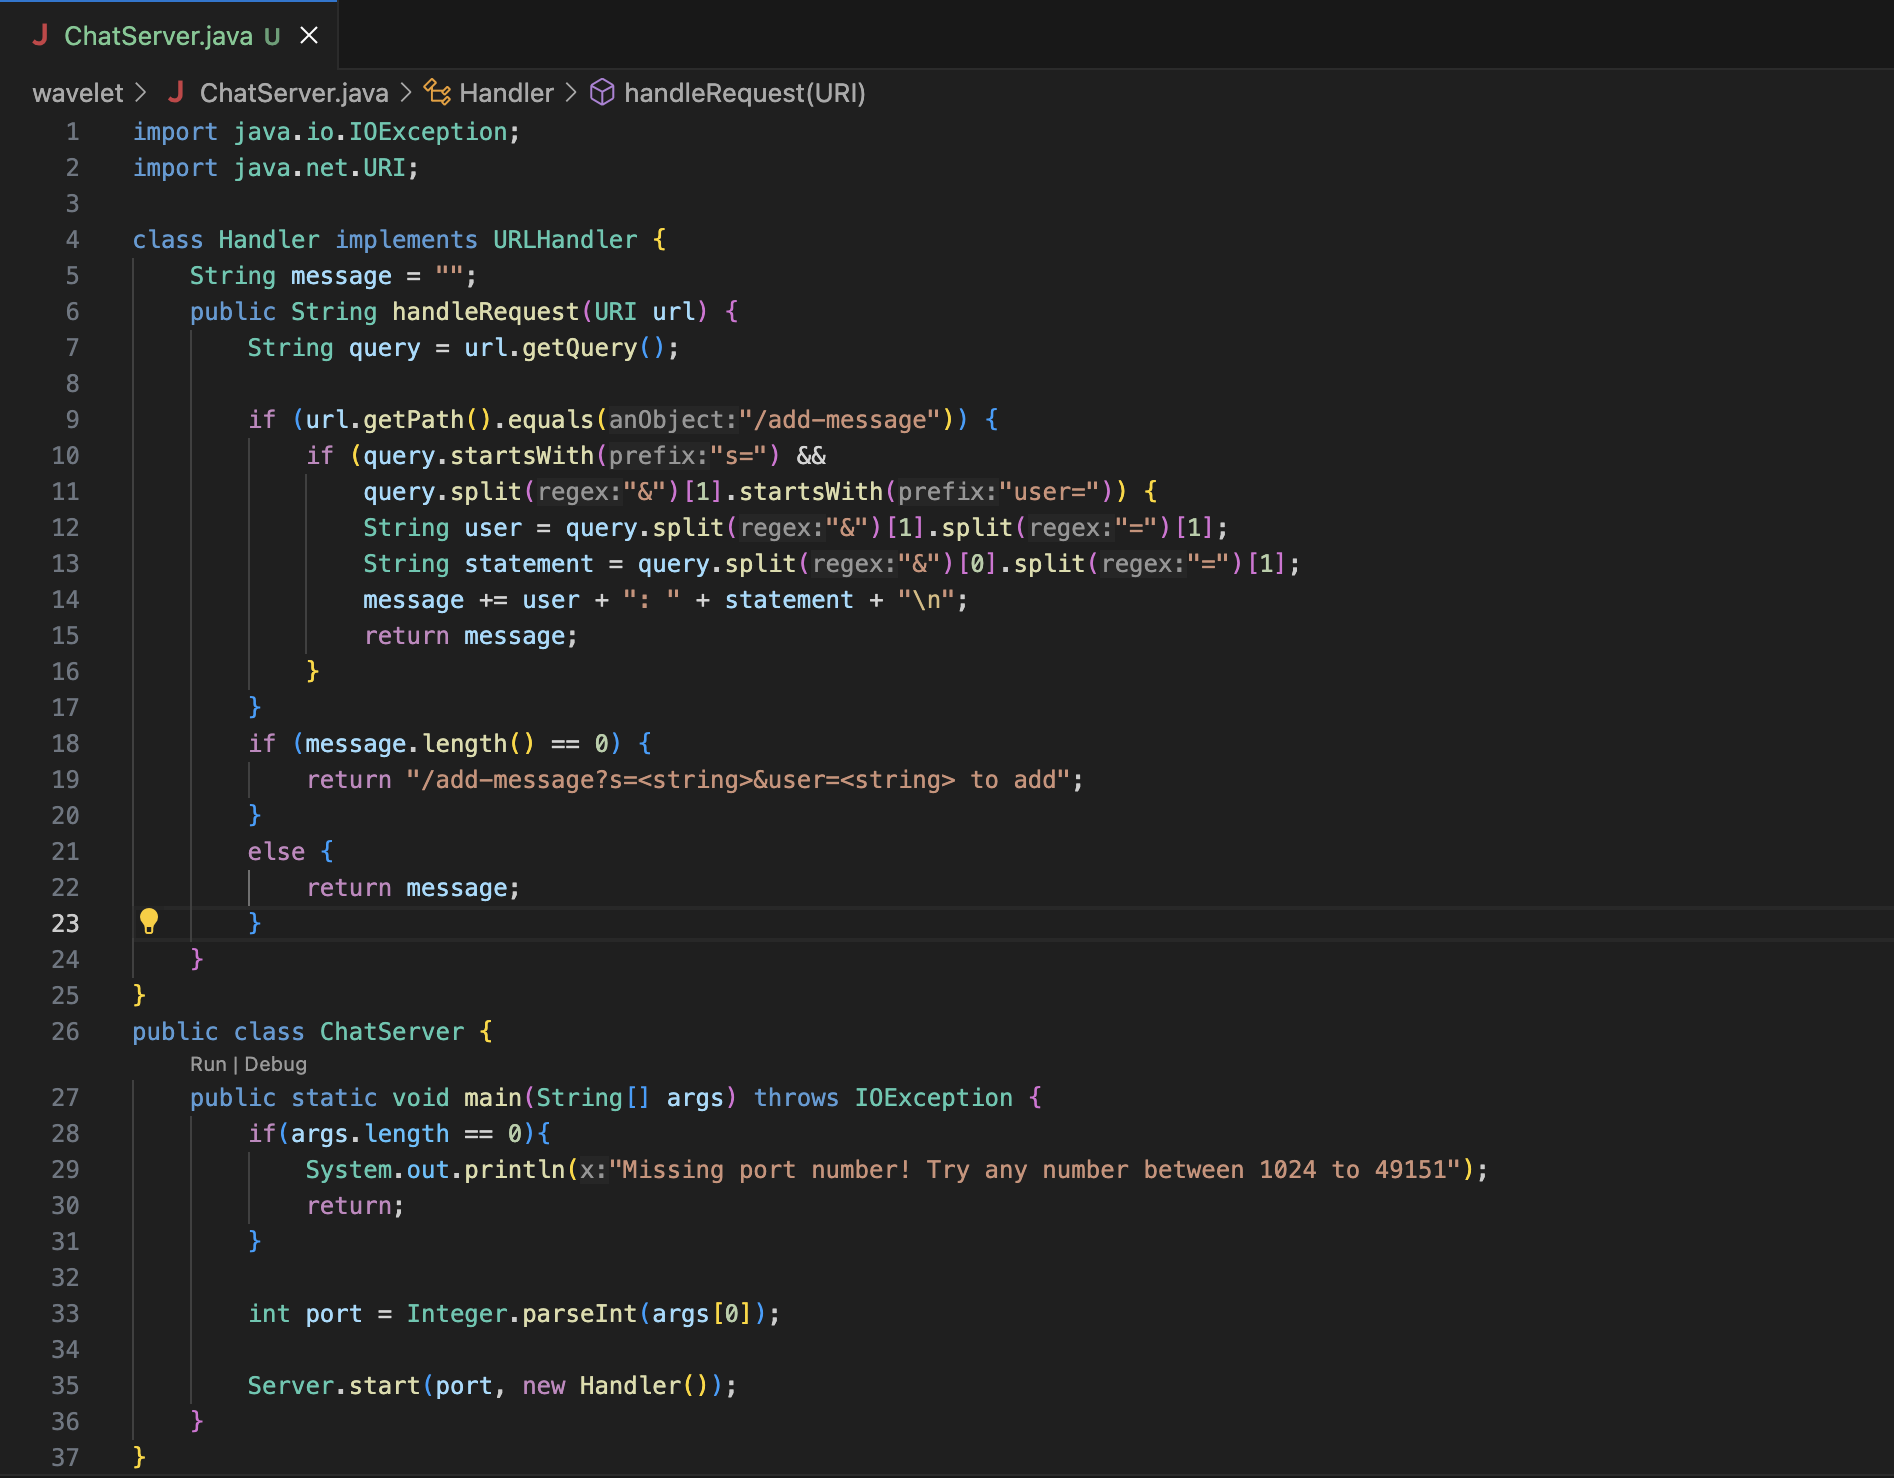 ChatServer.java U
wavelet > ChatServer.java > Handler > handleRequest(URI)
1 import java.io.IOException;
2 import java.net.URI;
3
4 class Handler implements URLHandler {
5     String message = "";
6     public String handleRequest(URI url) {
7         String query = url.getQuery();
8
9         if (url.getPath().equals(anObject:"/add-message")) {
10             if (query.startsWith(prefix:"s=") &&
11                 query.split(regex:"&")[1].startsWith(prefix:"user=")) {
12                 String user = query.split(regex:"&")[1].split(regex:"=")[1];
13                 String statement = query.split(regex:"&")[0].split(regex:"=")[1];
14                 message += user + ": " + statement + "\n";
15                 return message;
16             }
17         }
18         if (message.length() == 0) {
19             return "/add-message?s=<string>&user=<string> to add";
20         }
21         else {
22             return message;
23         }
24     }
25 }
26 public class ChatServer {
Run | Debug
27     public static void main(String[] args) throws IOException {
28         if(args.length == 0){
29             System.out.println(x:"Missing port number! Try any number between 1024 to 49151");
30             return;
31         }
32
33         int port = Integer.parseInt(args[0]);
34
35         Server.start(port, new Handler());
36     }
37 }